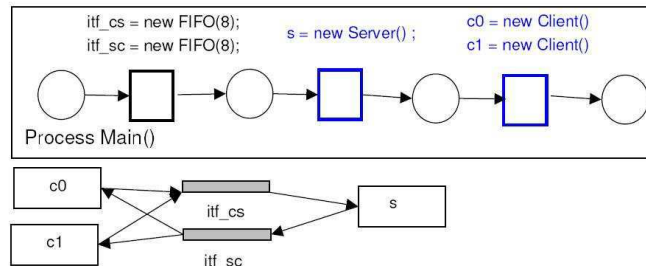 itf_cs = new FIFO(8);
itf_sc = new FIFO(8);
s = new Server() ;
c0 = new Client()
c1 = new Client()
Process Main()
c0
itf_cs
s
c1
itf_sc